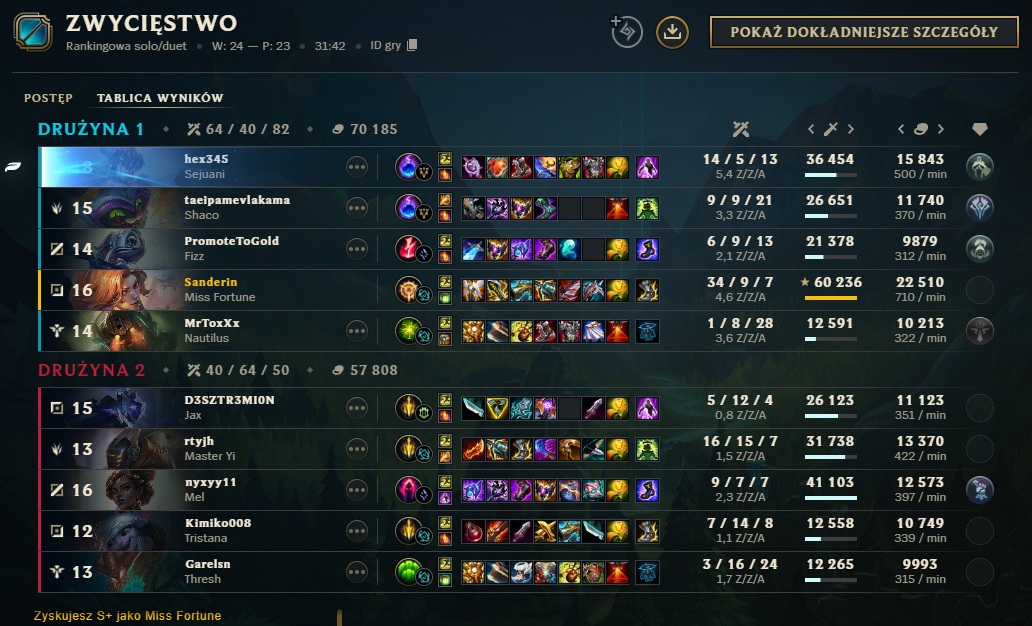 ZWYCIĘSTWO
POKAŻ DOKŁADNIEJSZE SZCZEGÓŁY
Rankingowa solo/duet • W: 24 — P: 23 • 31:42 • ID gry
POSTĘP TABLICA WYNIKÓW
DRUŻYNA 1 • 64 / 40 / 82 • 70 185
hex345 14 / 5 / 13 36 454 15 843
Sejuani 5,4 Z/Z/A 500 / min
15 taeipamevlakama 9 / 9 / 21 26 651 11 740
Shaco 3,3 Z/Z/A 370 / min
14 PromoteToGold 6 / 9 / 13 21 378 9879
Fizz 2,1 Z/Z/A 312 / min
16 Sanderin 34 / 9 / 7 60 236 22 510
Miss Fortune 4,6 Z/Z/A 710 / min
14 MrToxXx 1 / 8 / 28 12 591 10 213
Nautilus 3,6 Z/Z/A 322 / min
DRUŻYNA 2 • 40 / 64 / 50 • 57 808
15 D3SZTR3MI0N 5 / 12 / 4 26 123 11 123
Jax 0,8 Z/Z/A 351 / min
13 rtyjh 16 / 15 / 7 31 738 13 370
Master Yi 1,5 Z/Z/A 422 / min
16 nyxyy11 9 / 7 / 7 41 103 12 573
Mel 2,3 Z/Z/A 397 / min
12 Kimiko008 7 / 14 / 8 12 558 10 749
Tristana 1,1 Z/Z/A 339 / min
13 Garelsn 3 / 16 / 24 12 265 9993
Thresh 1,7 Z/Z/A 315 / min
Zyskujesz S+ jako Miss Fortune